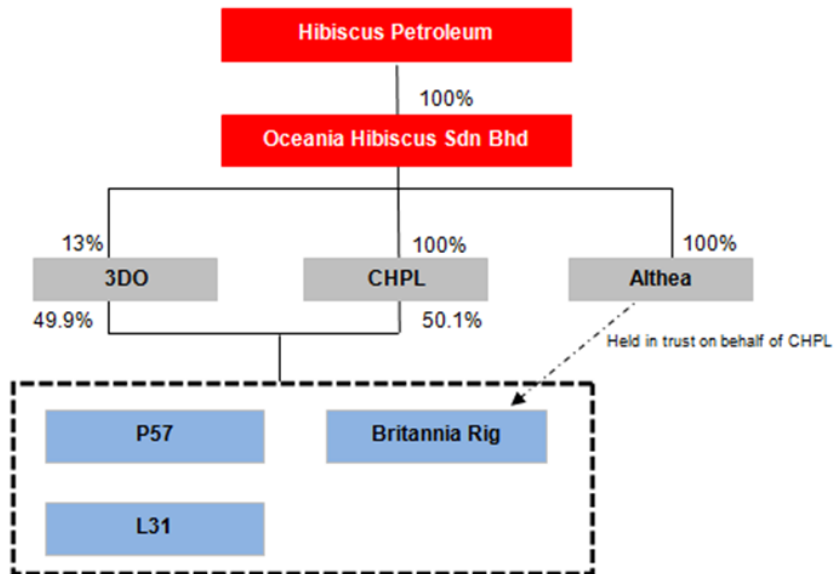 Hibiscus Petroleum
100%
Oceania Hibiscus Sdn Bhd
13%
100%
100%
3DO
CHPL
Althea
49.9%
50.1%
Held in trust on behalf of CHPL
P57
Britannia Rig
L31